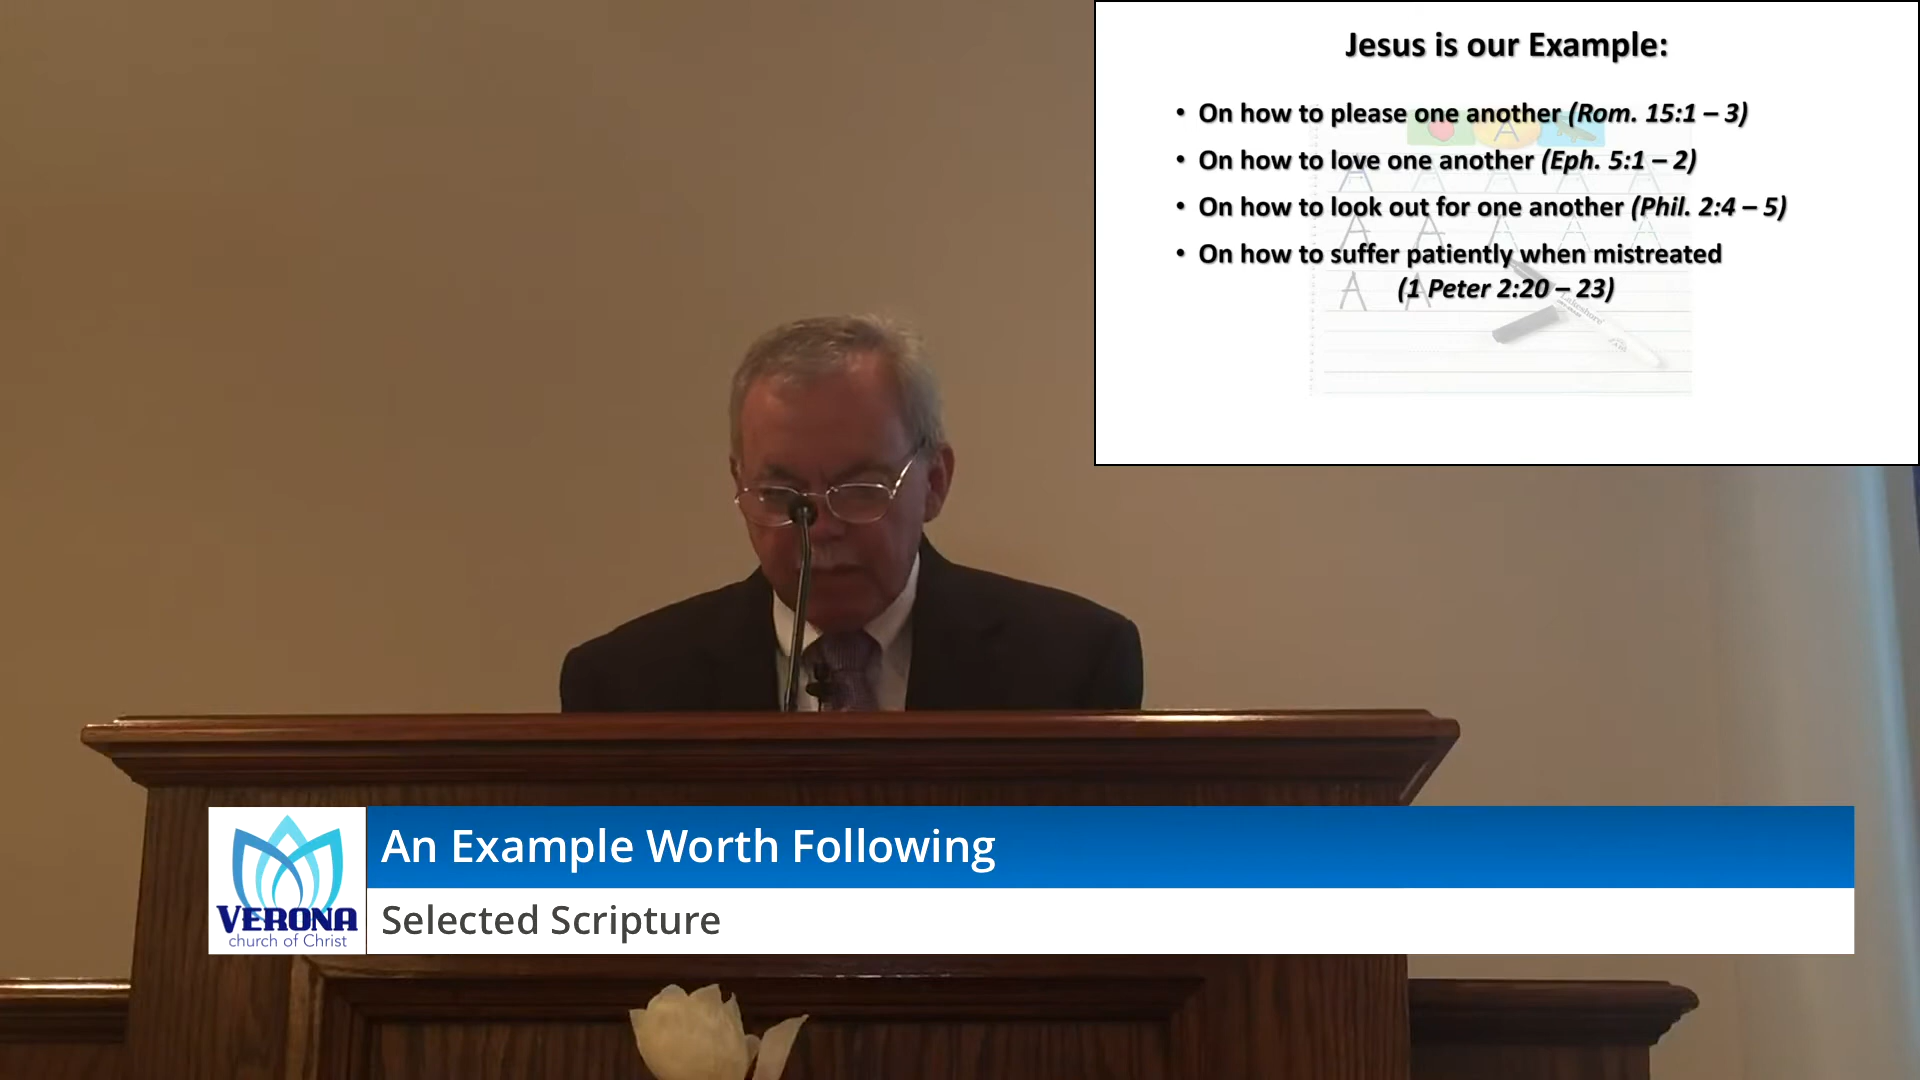 Jesus is our Example:
• On how to please one another (Rom. 15:1 – 3)
• On how to love one another (Eph. 5:1 – 2)
• On how to look out for one another (Phil. 2:4 – 5)
• On how to suffer patiently when mistreated
(1 Peter 2:20 – 23)
Lakeshore
An Example Worth Following
Selected Scripture
VERONA
church of Christ